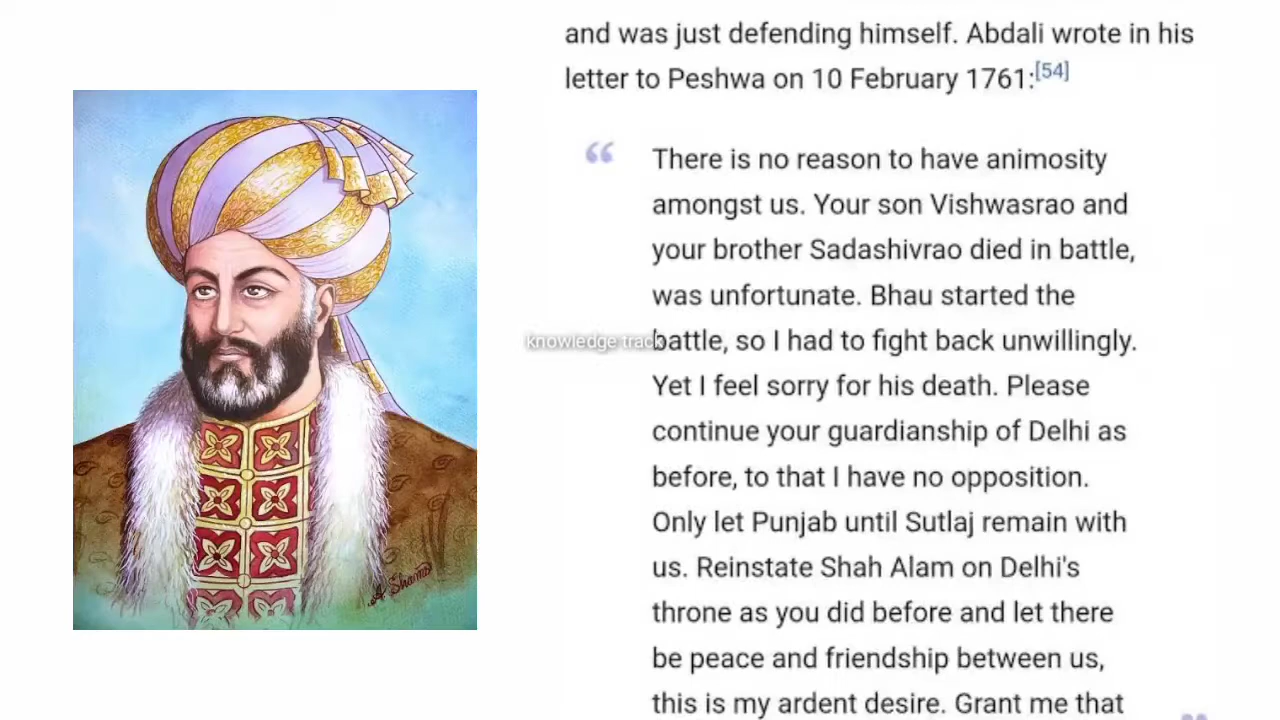 and was just defending himself. Abdali wrote in his
letter to Peshwa on 10 February 1761:[54]
“
There is no reason to have animosity
amongst us. Your son Vishwasrao and
your brother Sadashivrao died in battle,
was unfortunate. Bhau started the
battle, so I had to fight back unwillingly.
Yet I feel sorry for his death. Please
continue your guardianship of Delhi as
before, to that I have no opposition.
Only let Punjab until Sutlaj remain with
us. Reinstate Shah Alam on Delhi's
throne as you did before and let there
be peace and friendship between us,
this is my ardent desire. Grant me that
”
knowledge track